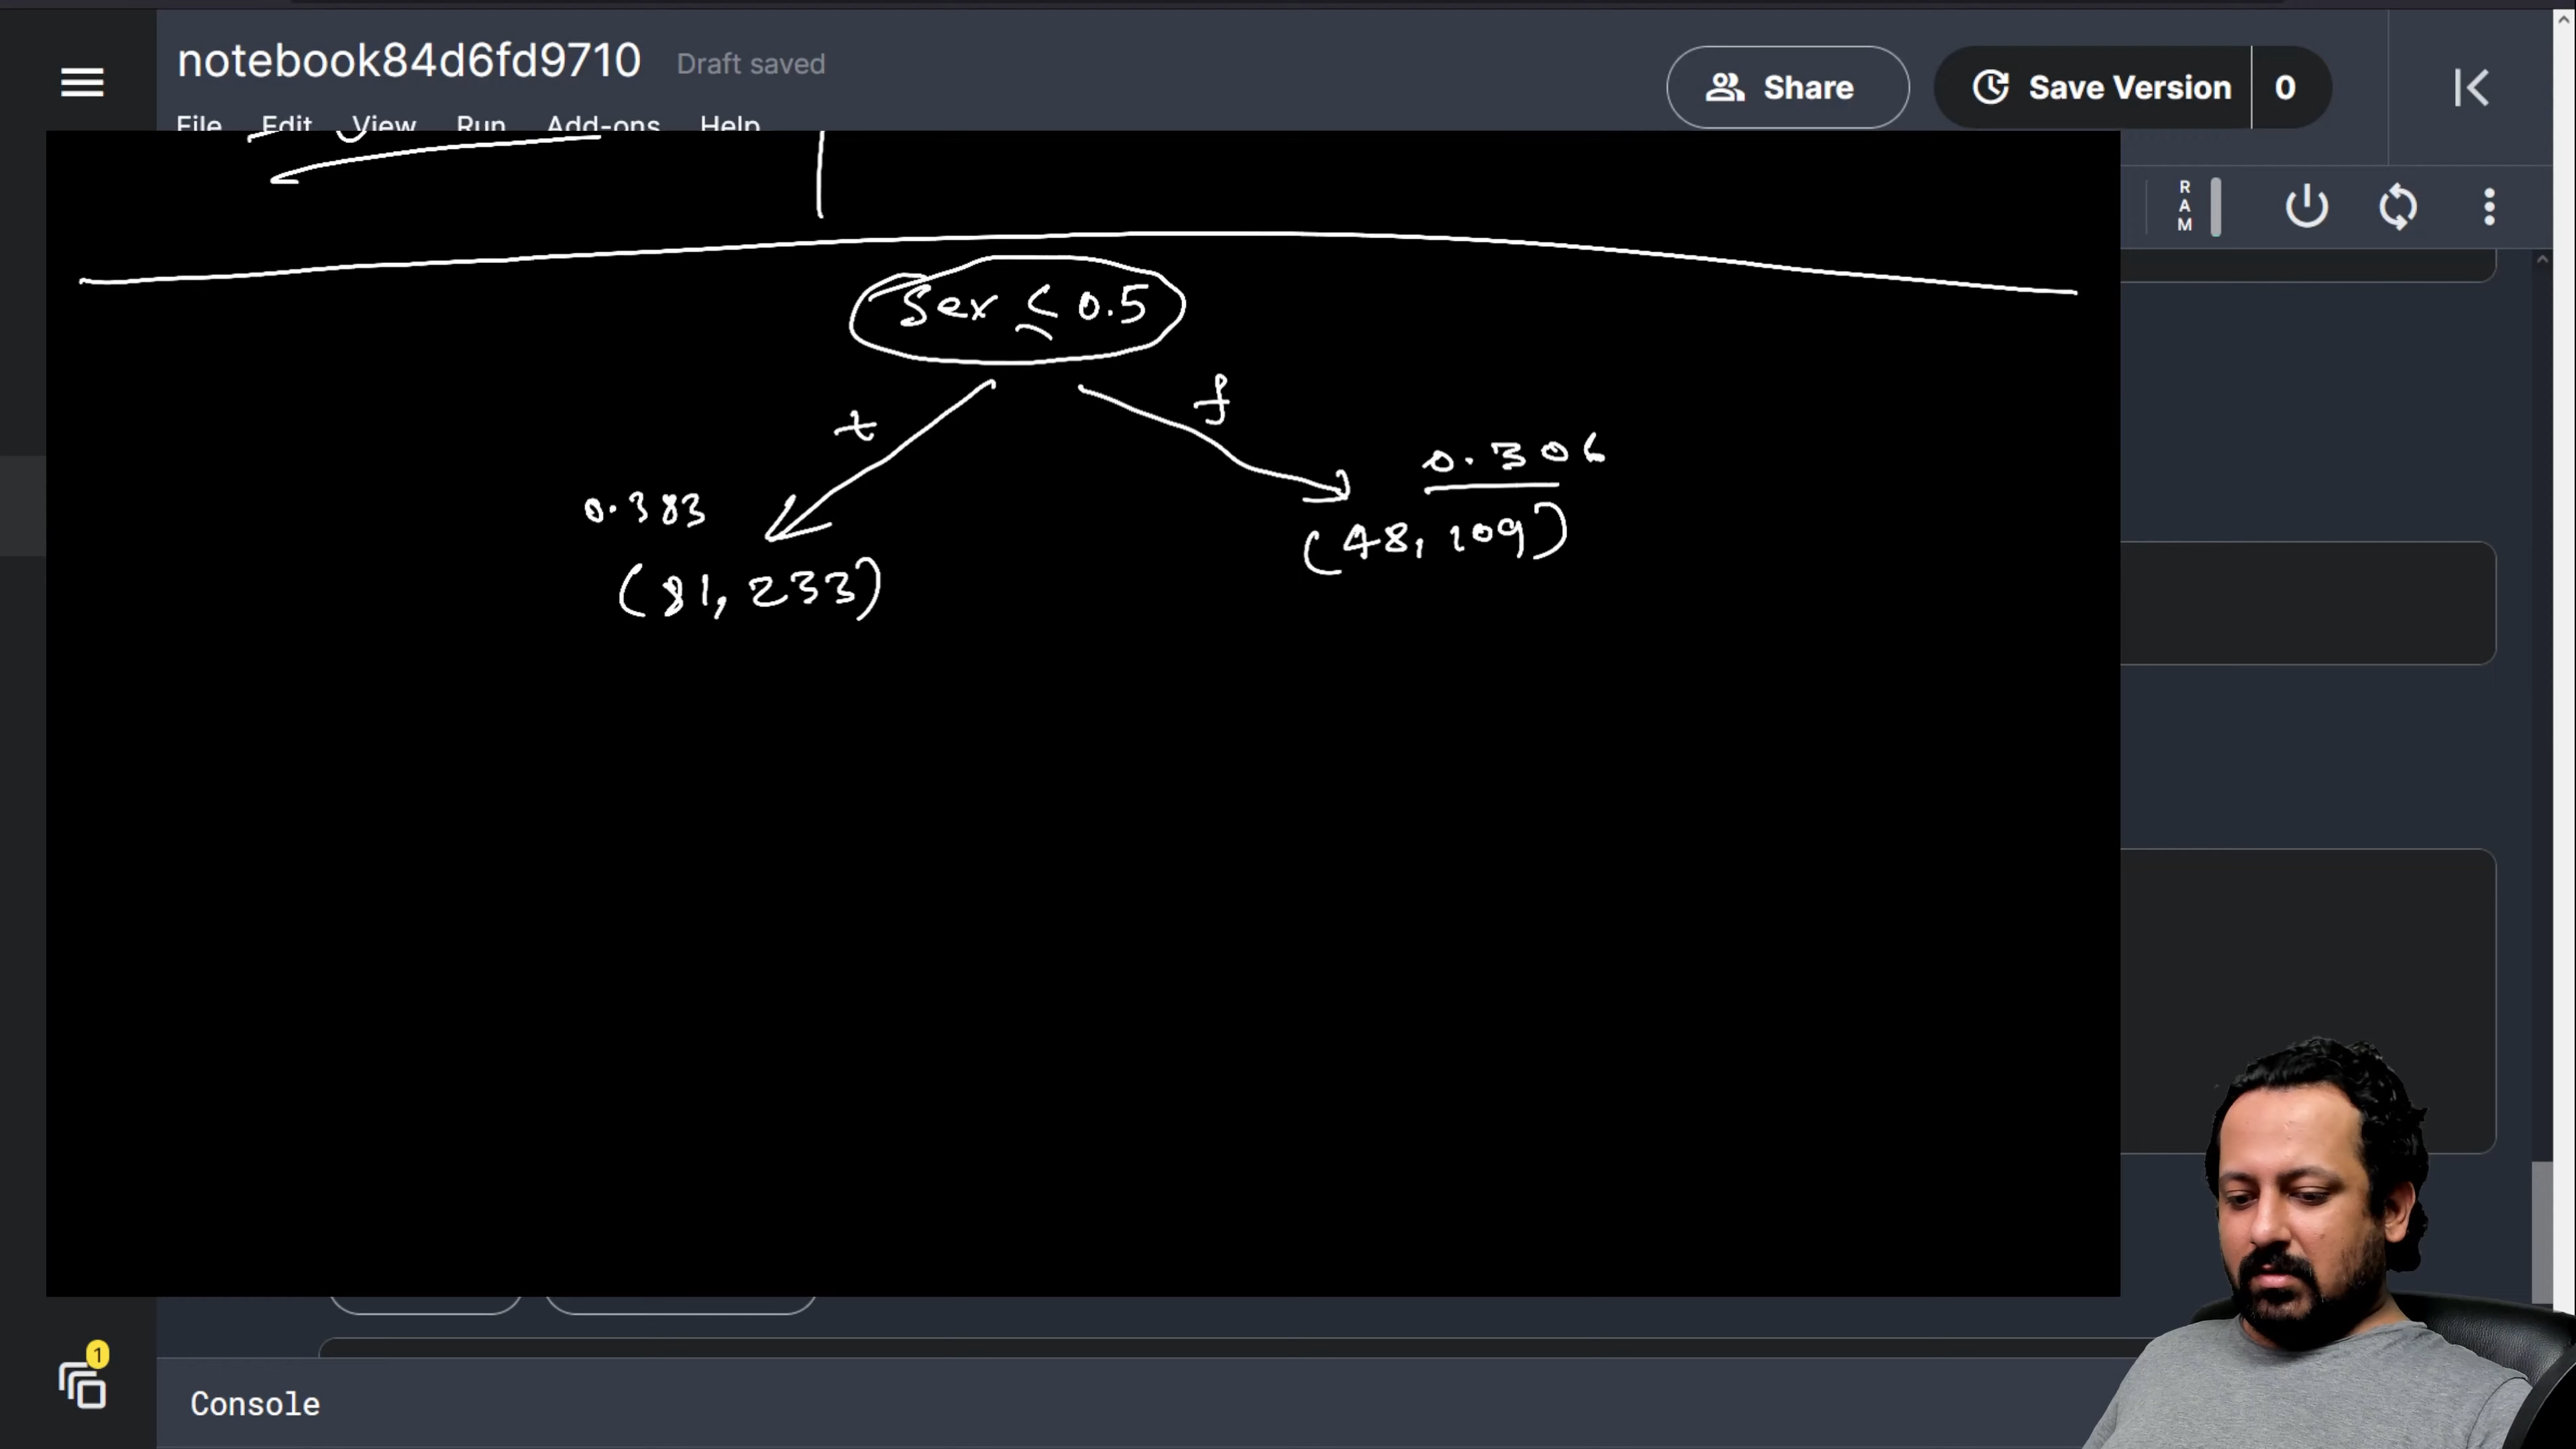 notebook84d6fd9710 Draft saved
File Edit View Run Add-ons Help
Share
Save Version 0
RAM
Sex ≤ 0.5
t
f
0.306
0.383
(48, 109)
(81, 233)
1
Console